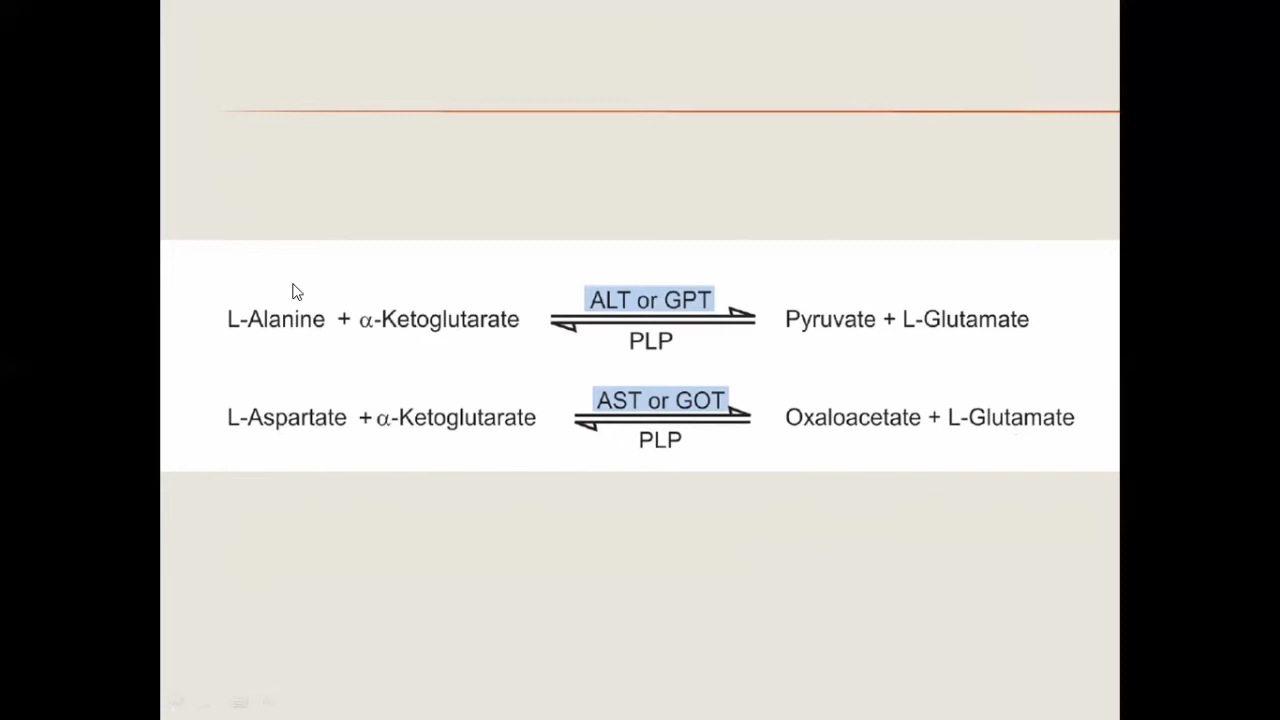 L-Alanine + α-Ketoglutarate ALT or GPT PLP Pyruvate + L-Glutamate
L-Aspartate + α-Ketoglutarate AST or GOT PLP Oxaloacetate + L-Glutamate